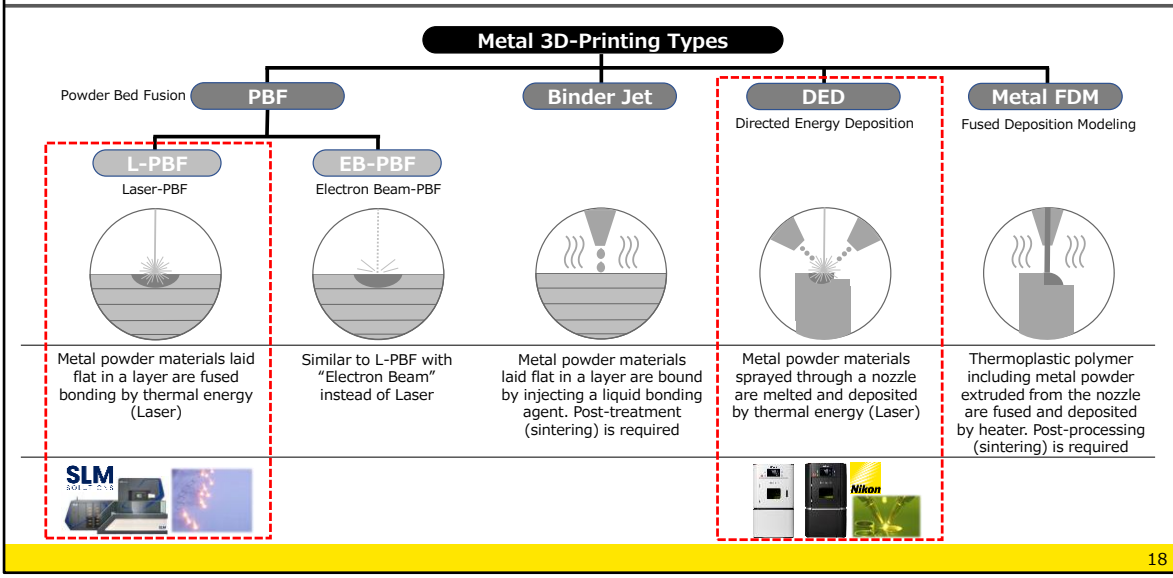 Metal 3D-Printing Types
Powder Bed Fusion
PBF
Binder Jet
DED
Directed Energy Deposition
Metal FDM
Fused Deposition Modeling
L-PBF
Laser-PBF
EB-PBF
Electron Beam-PBF
Metal powder materials laid
flat in a layer are fused
bonding by thermal energy
(Laser)
Similar to L-PBF with
“Electron Beam”
instead of Laser
Metal powder materials
laid flat in a layer are bound
by injecting a liquid bonding
agent. Post-treatment
(sintering) is required
Metal powder materials
sprayed through a nozzle
are melted and deposited
by thermal energy (Laser)
Thermoplastic polymer
including metal powder
extruded from the nozzle
are fused and deposited
by heater. Post-processing
(sintering) is required
SLM
SOLUTIONS
SLM
Nikon
18